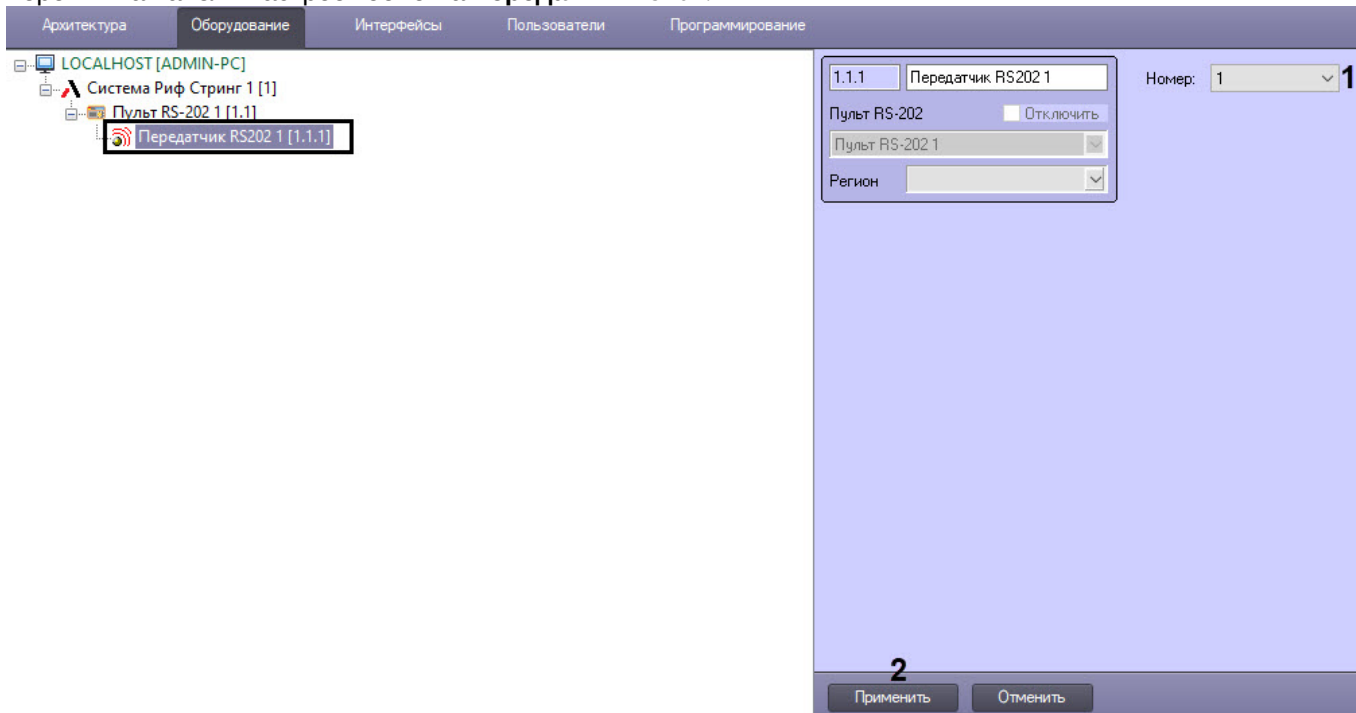 Архитектура Оборудование Интерфейсы Пользователи Программирование
LOCALHOST [ADMIN-PC]
Система Риф Стринг 1 [1]
Пульт RS-202 1 [1.1]
Передатчик RS202 1 [1.1.1]
1.1.1 Передатчик RS202 1 Номер: 1 1
Пульт RS-202 Отключить
Пульт RS-202 1
Регион
2
Применить Отменить